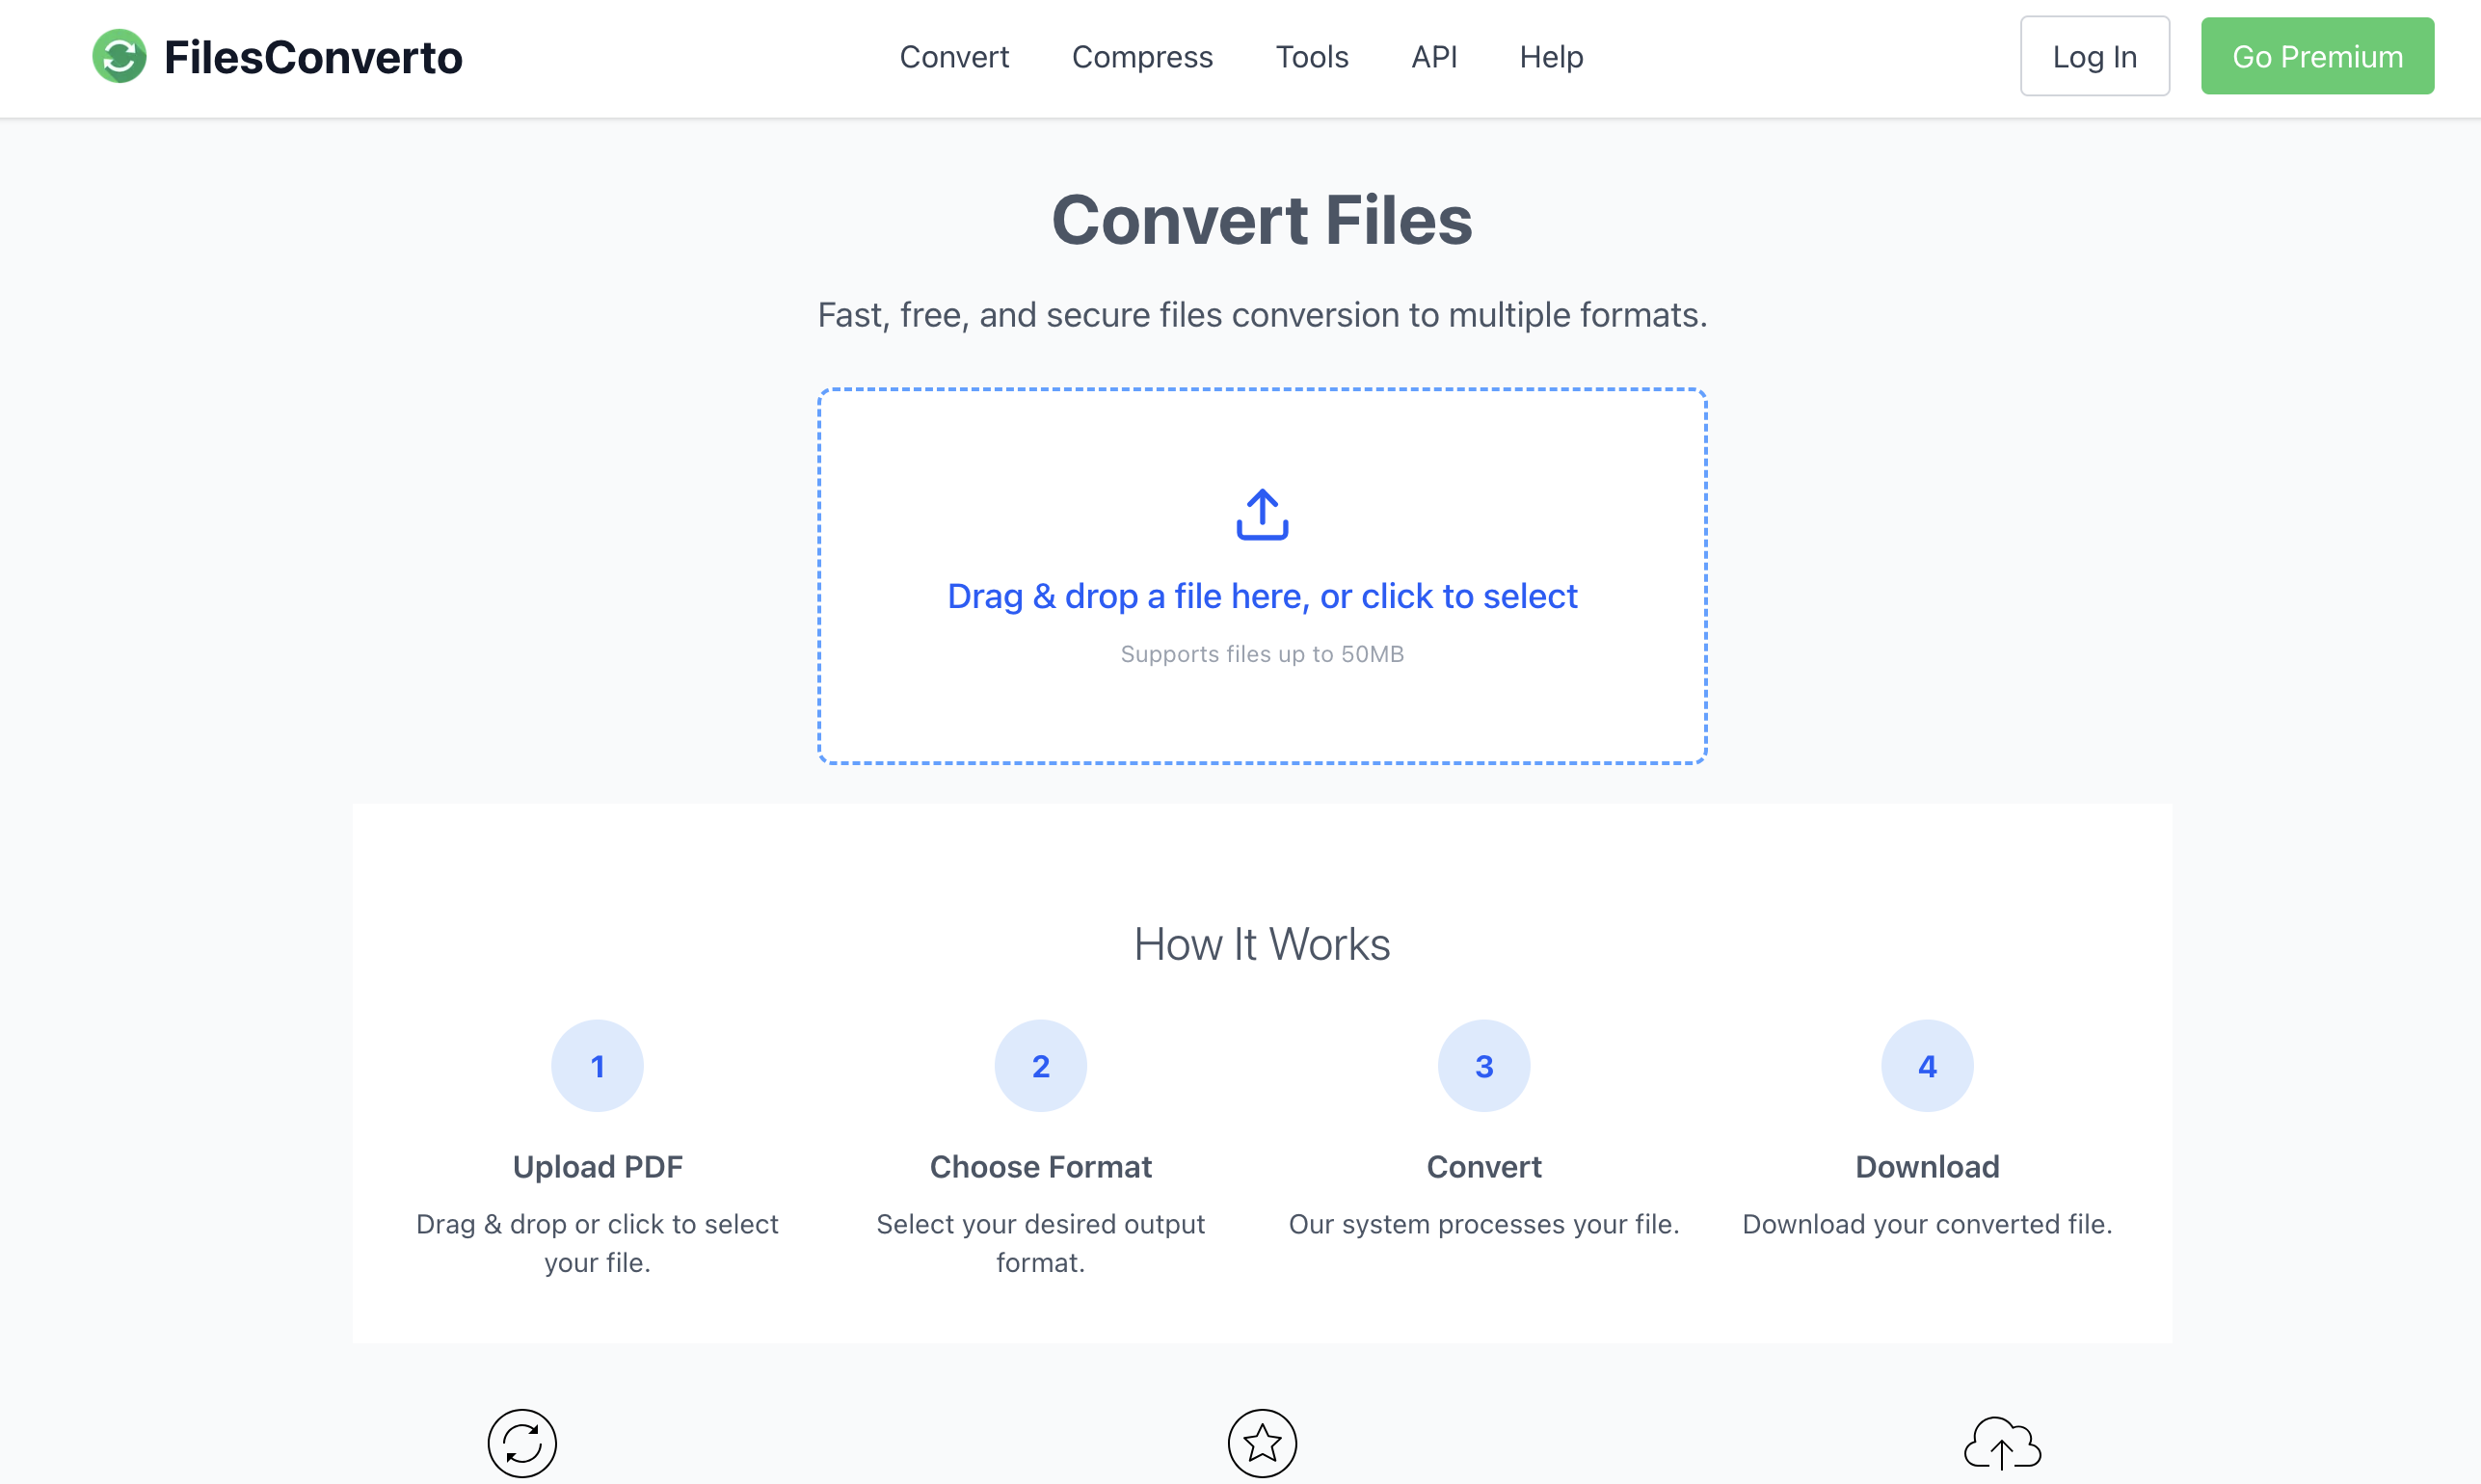 FilesConverto
Convert
Compress
Tools
API
Help
Log In
Go Premium
Convert Files
Fast, free, and secure files conversion to multiple formats.
Drag & drop a file here, or click to select
Supports files up to 50MB
How It Works
1
2
3
4
Upload PDF
Choose Format
Convert
Download
Drag & drop or click to select
your file.
Select your desired output
format.
Our system processes your file.
Download your converted file.